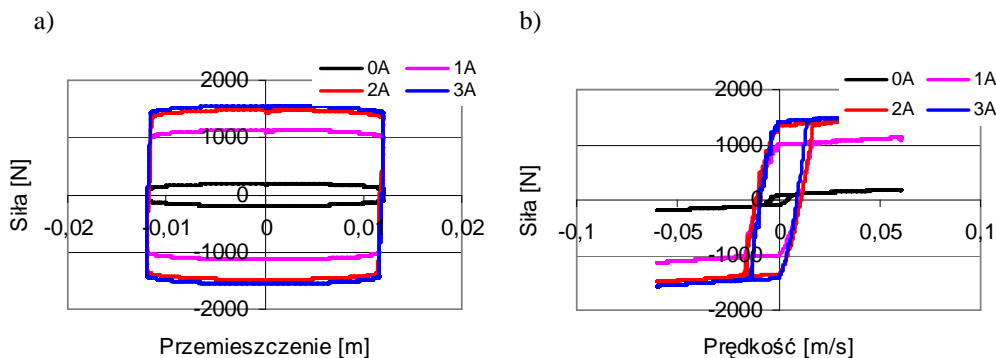 a)
b)
0A 1A
2A 3A
2000
1000
0
-1000
-2000
-0,02 -0,01 0 0,01 0,02
Siła [N]
Przemieszczenie [m]
0A 1A
2A 3A
2000
1000
0
-1000
-2000
-0,1 -0,05 0 0,05 0,1
Siła [N]
Prędkość [m/s]